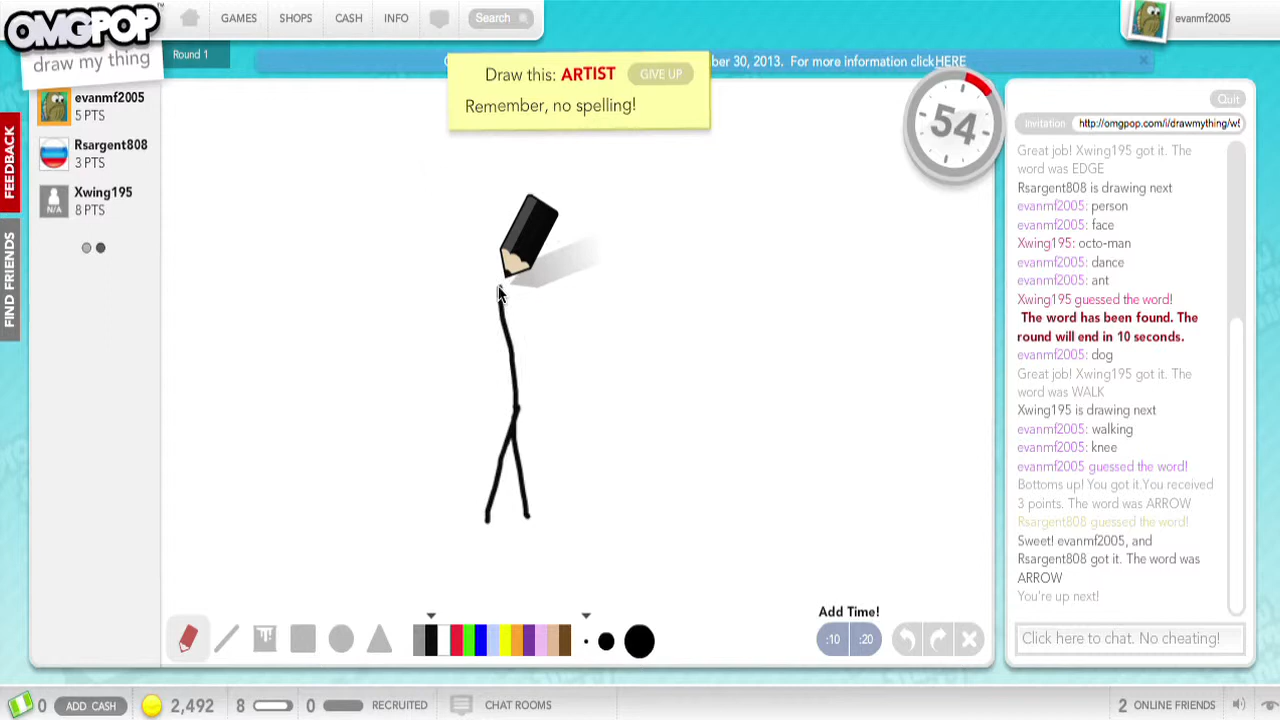 OMGPOP™
draw my thing
GAMES SHOPS CASH INFO Search
evanmf2005
Round 1
ber 30, 2013. For more information clickHERE
Draw this: ARTIST GIVE UP
Remember, no spelling!
54
FEEDBACK
FIND FRIENDS
evanmf2005
5 PTS
Rsargent808
3 PTS
N/A
Xwing195
8 PTS
Quit
Invitation http://omgpop.com/i/drawmything/w5
Great job! Xwing195 got it. The
word was EDGE
Rsargent808 is drawing next
evanmf2005: person
evanmf2005: face
Xwing195: octo-man
evanmf2005: dance
evanmf2005: ant
Xwing195 guessed the word!
The word has been found. The
round will end in 10 seconds.
evanmf2005: dog
Great job! Xwing195 got it. The
word was WALK
Xwing195 is drawing next
evanmf2005: walking
evanmf2005: knee
evanmf2005 guessed the word!
Bottoms up! You got it.You received
3 points. The word was ARROW
Rsargent808 guessed the word!
Sweet! evanmf2005, and
Rsargent808 got it. The word was
ARROW
You're up next!
Click here to chat. No cheating!
Add Time!
:10 :20
0 ADD CASH 2,492 8 0 RECRUITED CHAT ROOMS 2 ONLINE FRIENDS